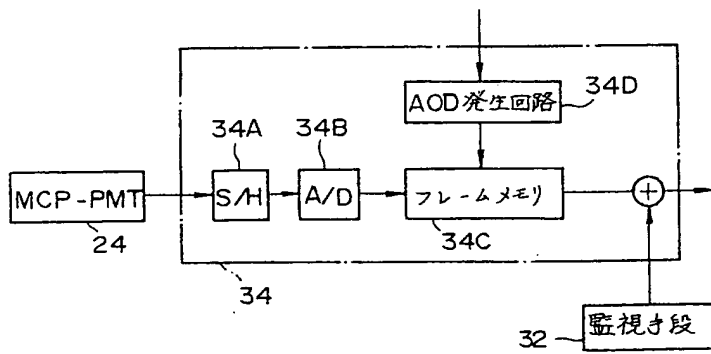 AOD発生回路
34D
34A
34B
MCP-PMT
S/H
A/D
フレームメモリ
24
34C
34
32
監視手段